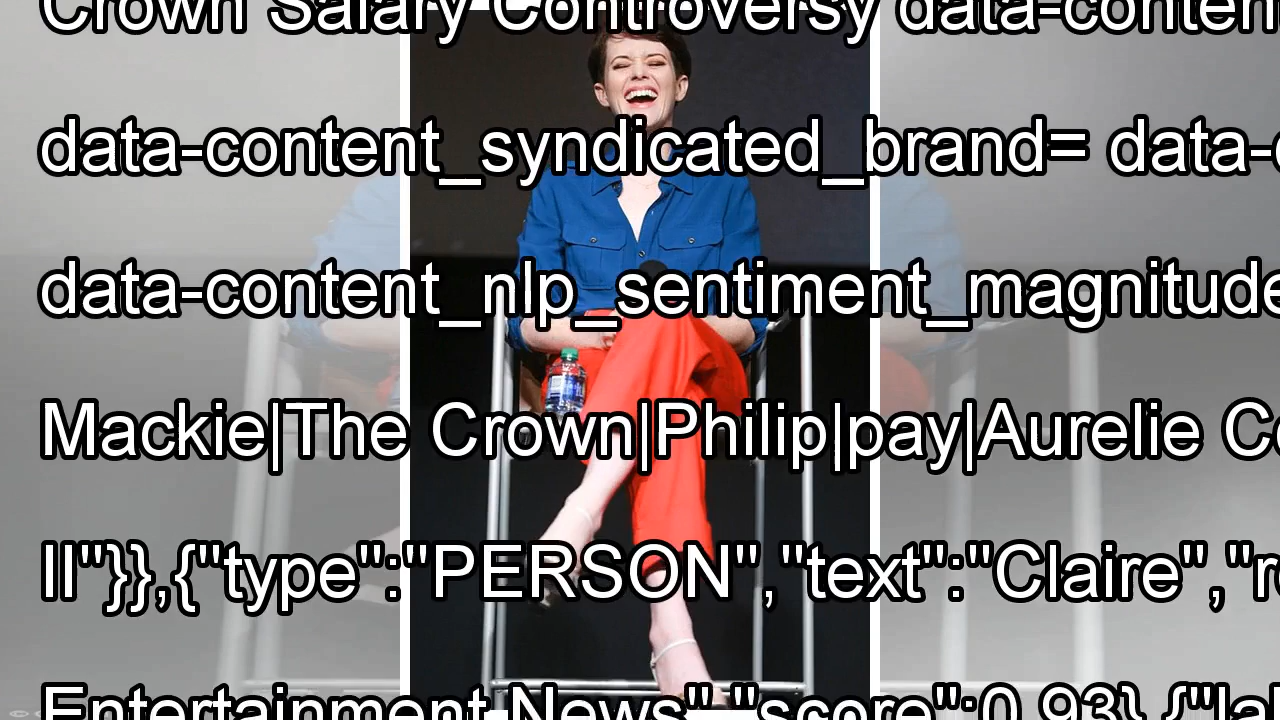 Crown Salary Controversy data-conten
data-content_syndicated_brand= data-
data-content_nlp_sentiment_magnitude
Mackie|The Crown|Philip|pay|Aurelie
II"}},{"type":"PERSON","text":"Claire","r
Entertainment News","score":0.93},{"la